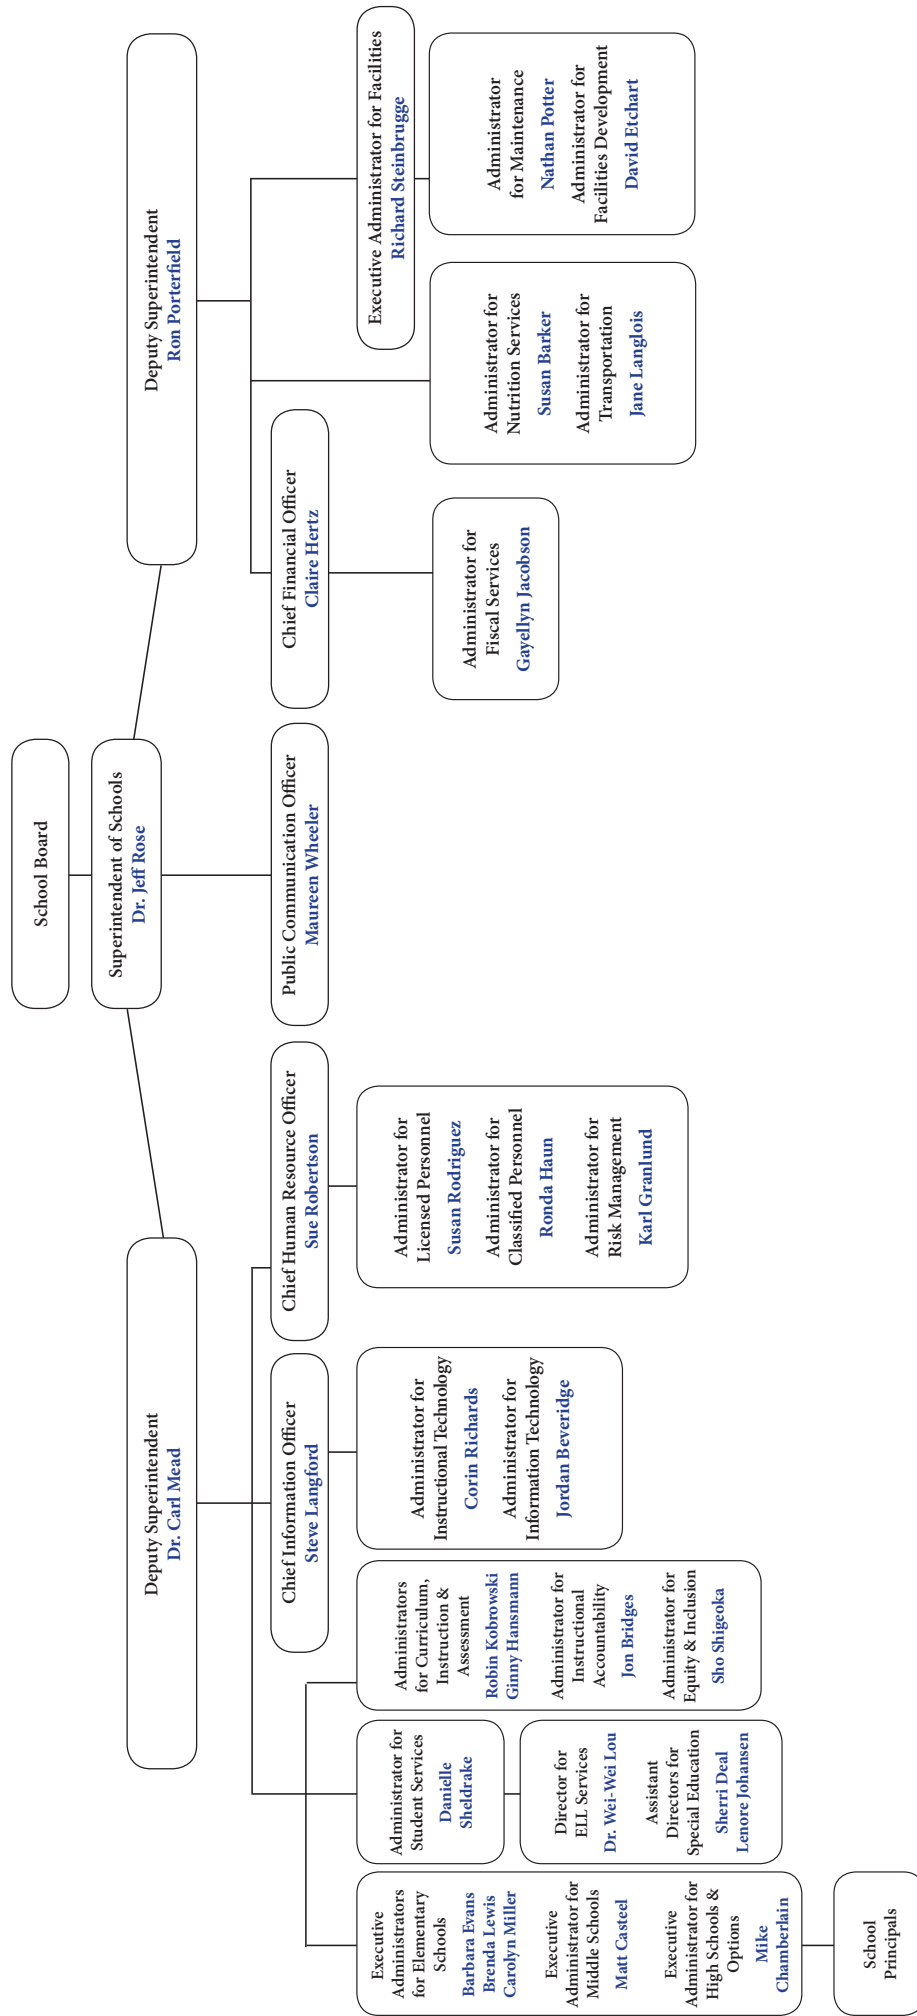 School Board
Superintendent of Schools
Dr. Jeff Rose
Deputy Superintendent
Dr. Carl Mead
Deputy Superintendent
Ron Porterfield
Chief Information Officer
Steve Langford
Chief Human Resource Officer
Sue Robertson
Public Communication Officer
Maureen Wheeler
Chief Financial Officer
Claire Hertz
Executive Administrator for Facilities
Richard Steinbrugge
Executive
Administrators
for Elementary
Schools
Barbara Evans
Brenda Lewis
Carolyn Miller
Executive
Administrator for
Middle Schools
Matt Casteel
Executive
Administrator for
High Schools &
Options
Mike
Chamberlain
School
Principals
Administrator for
Student Services
Danielle
Sheldrake
Director for
ELL Services
Dr. Wei-Wei Lou
Assistant
Directors for
Special Education
Sherri Deal
Lenore Johansen
Administrators
for Curriculum,
Instruction &
Assessment
Robin Kobrowski
Ginny Hansmann
Administrator for
Instructional
Accountability
Jon Bridges
Administrator for
Equity & Inclusion
Sho Shigeoka
Administrator for
Instructional Technology
Corin Richards
Administrator for
Information Technology
Jordan Beveridge
Administrator for
Licensed Personnel
Susan Rodriguez
Administrator for
Classified Personnel
Ronda Haun
Administrator for
Risk Management
Karl Granlund
Administrator for
Fiscal Services
Gayellyn Jacobson
Administrator for
Nutrition Services
Susan Barker
Administrator for
Transportation
Jane Langlois
Administrator
for Maintenance
Nathan Potter
Administrator for
Facilities Development
David Etchart